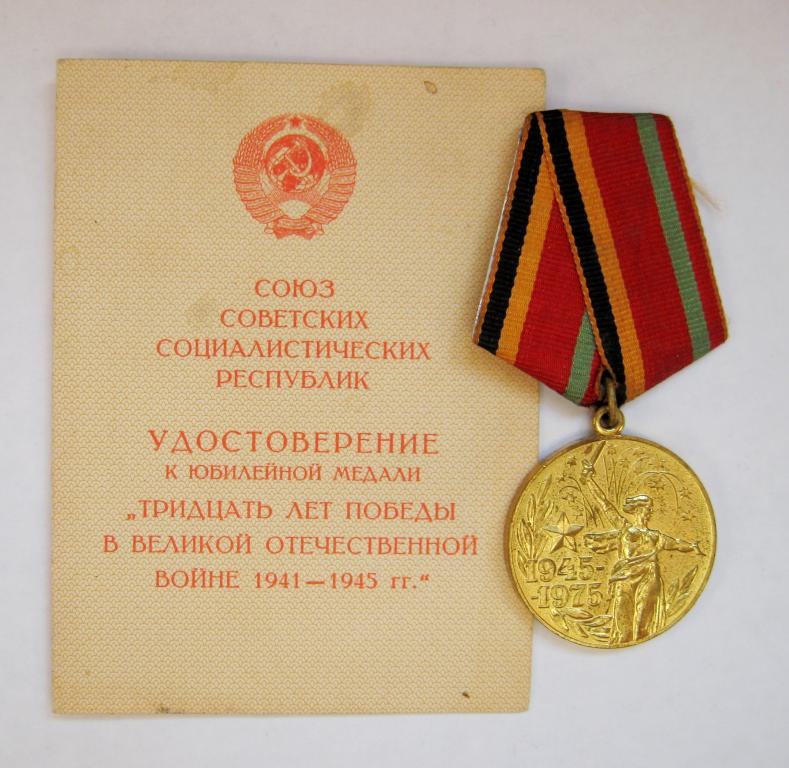 СОЮЗ
СОВЕТСКИХ
СОЦИАЛИСТИЧЕСКИХ
РЕСПУБЛИК
УДОСТОВЕРЕНИЕ
К ЮБИЛЕЙНОЙ МЕДАЛИ
„ТРИДЦАТЬ ЛЕТ ПОБЕДЫ
В ВЕЛИКОЙ ОТЕЧЕСТВЕННОЙ
ВОЙНЕ 1941—1945 гг.“
1945-
-1975